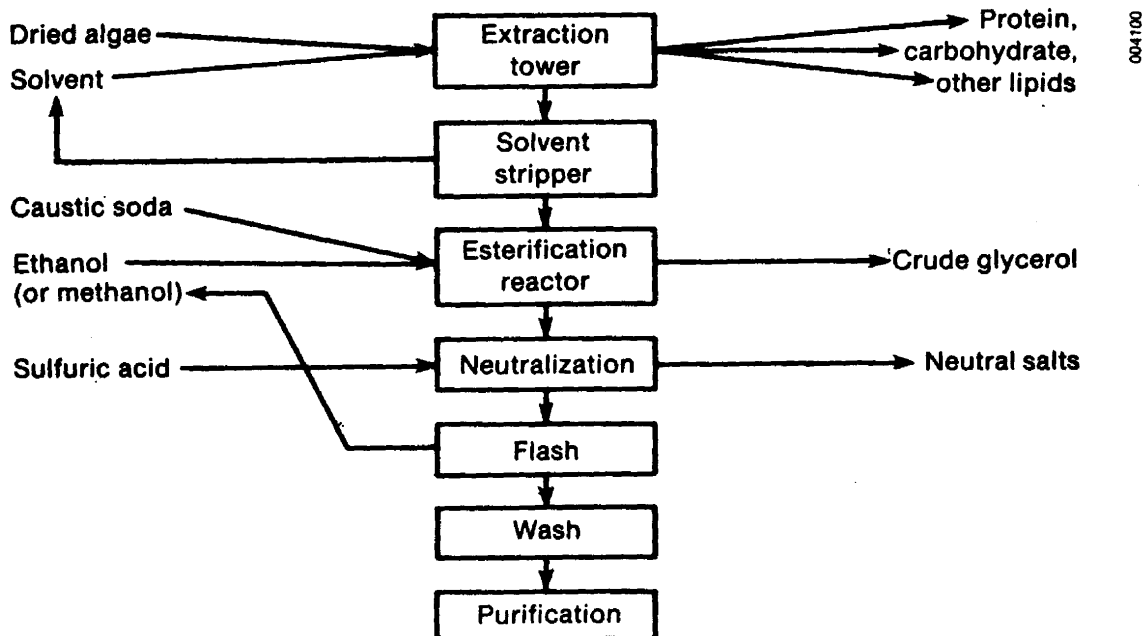 Dried algae
Solvent
Extraction
tower
Protein,
carbohydrate,
other lipids
004100
Solvent
stripper
Caustic soda
Ethanol
(or methanol)
Esterification
reactor
Crude glycerol
Sulfuric acid
Neutralization
Neutral salts
Flash
Wash
Purification